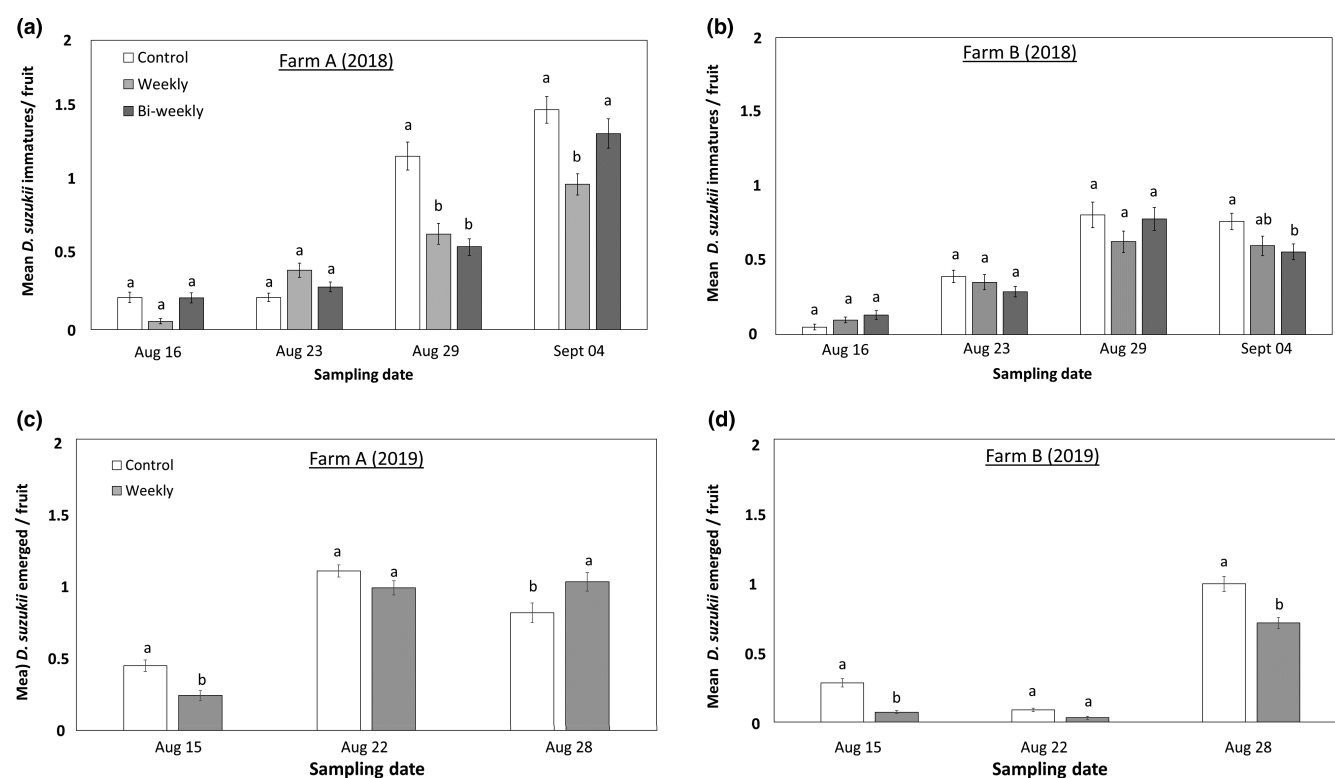 (a)
2
Control
Farm A (2018)
Weekly
1.5
Bi-weekly
Mean D. suzukii immatures/ fruit
1
0.5
0
a
a
a
a
a
a
a
b
b
a
b
a
Aug 16
Aug 23
Aug 29
Sept 04
Sampling date
(b)
2
Farm B (2018)
1.5
Mean D. suzukii immatures / fruit
1
0.5
0
a
a
a
a
a
a
a
a
a
a
ab
b
Aug 16
Aug 23
Aug 29
Sept 04
Sampling date
(c)
2
Control
Farm A (2019)
Weekly
1.5
Mea) D. suzukii emerged / fruit
1
0.5
0
a
b
a
a
b
a
Aug 15
Aug 22
Aug 28
Sampling date
(d)
2
Farm B (2019)
1.5
Mean D. suzukii emerged / fruit
1
0.5
0
a
b
a
a
a
b
Aug 15
Aug 22
Aug 28
Sampling date